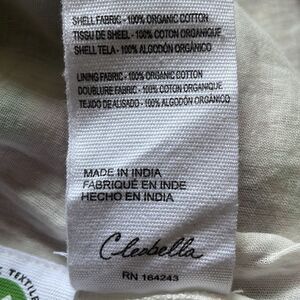 SHELL FABRIC - 100% ORGANIC COTTON
TISSU DE SHEEL - 100% COTON ORGANIQUE
SHELL TELA - 100% ALGODÓN ORGÁNICO
LINING FABRIC - 100% ORGANIC COTTON
DOUBLURE FABRIC - 100% COTON ORGANIQUE
TEJIDO DE ALISADO - 100% ALGODÓN ORGÁNICO
MADE IN INDIA
FABRIQUÉ EN INDE
HECHO EN INDIA
Cleobella
RN 164243
TEXTILE